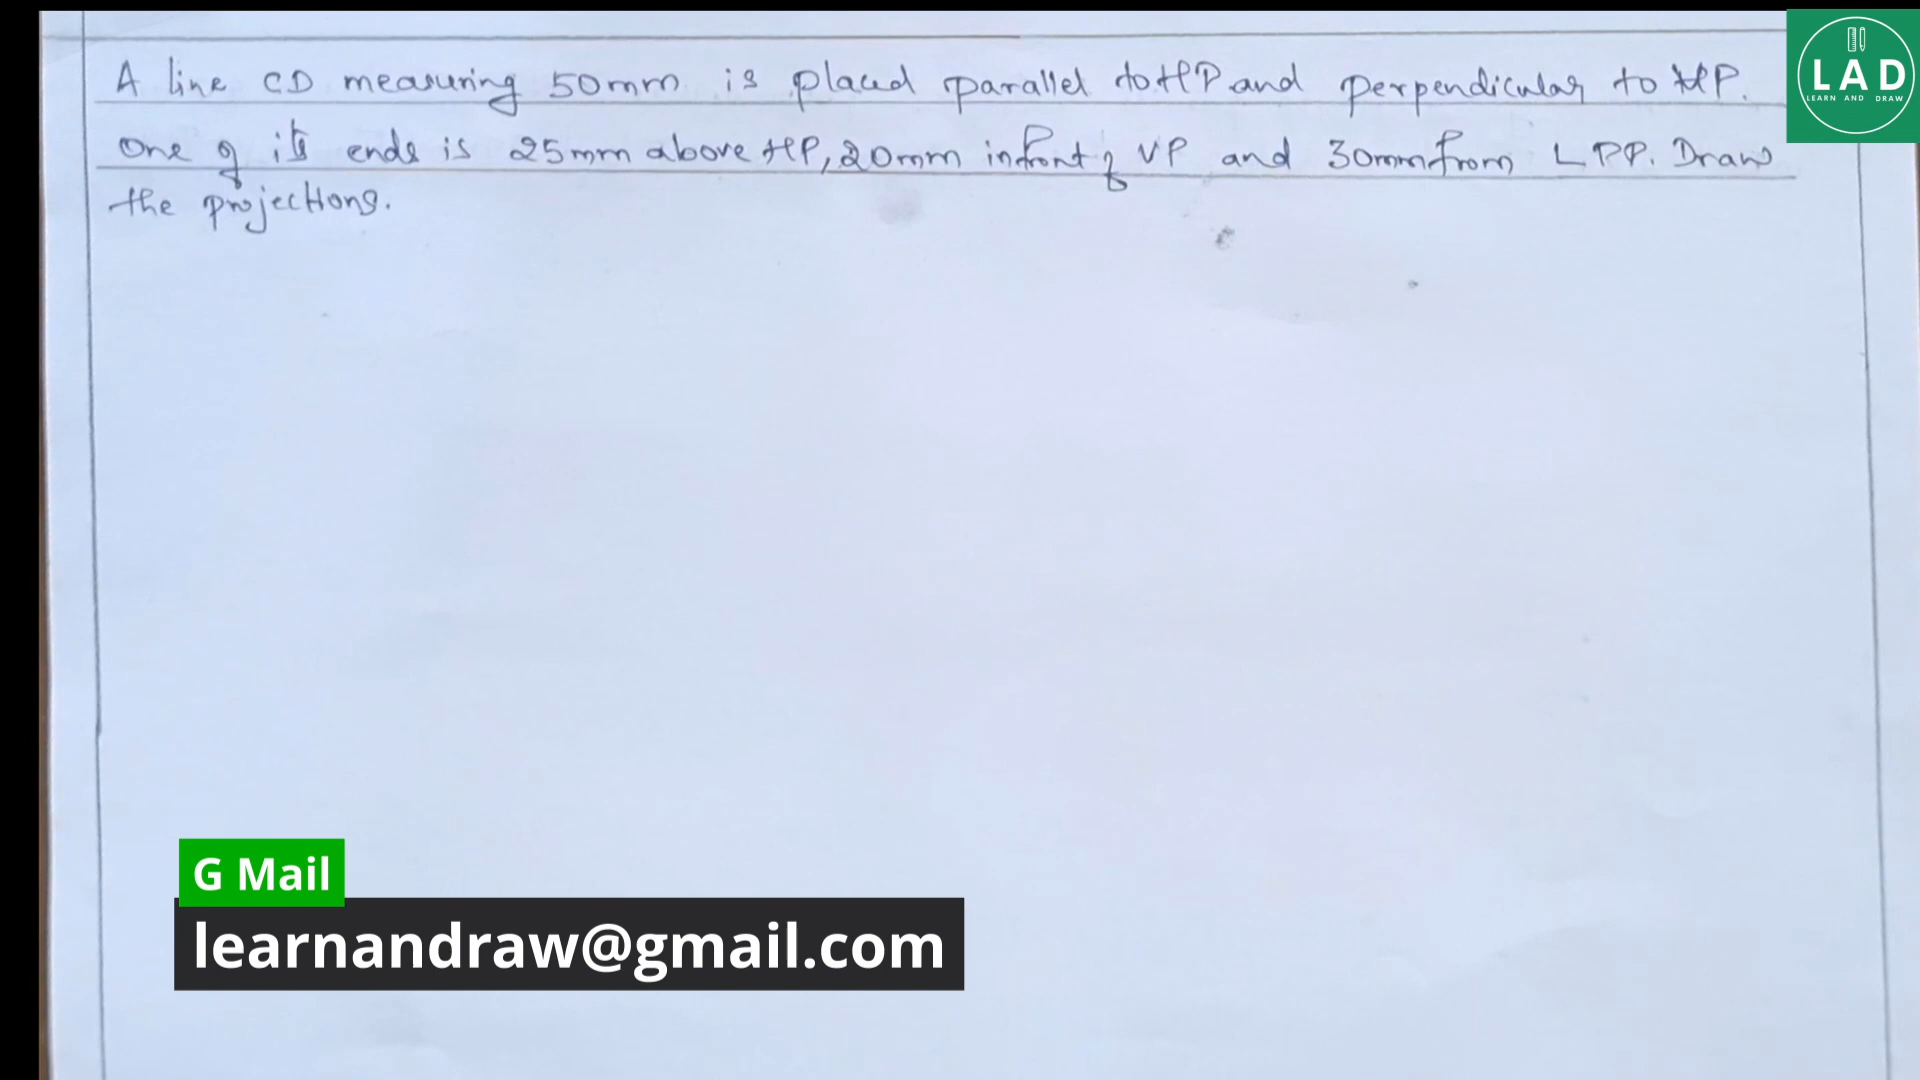 A line CD measuring 50mm is placed parallel to HP and perpendicular to HP.
One of its ends is 25mm above HP, 20mm infront of VP and 30mm from LPP. Draw
the projections.
LAD
LEARN AND DRAW
G Mail
learnandraw@gmail.com